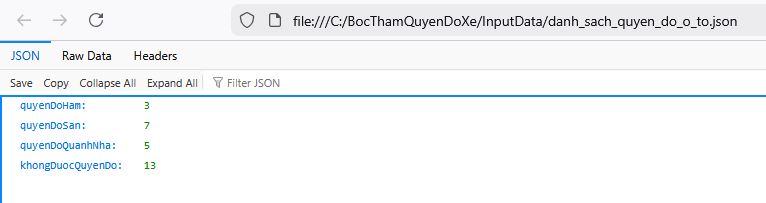 file:///C:/BocThamQuyenDoXe/InputData/danh_sach_quyen_do_o_to.json
JSON Raw Data Headers
Save Copy Collapse All Expand All Filter JSON
quyenDoHam: 3
quyenDoSan: 7
quyenDoQuanhNha: 5
khongDuocQuyenDo: 13